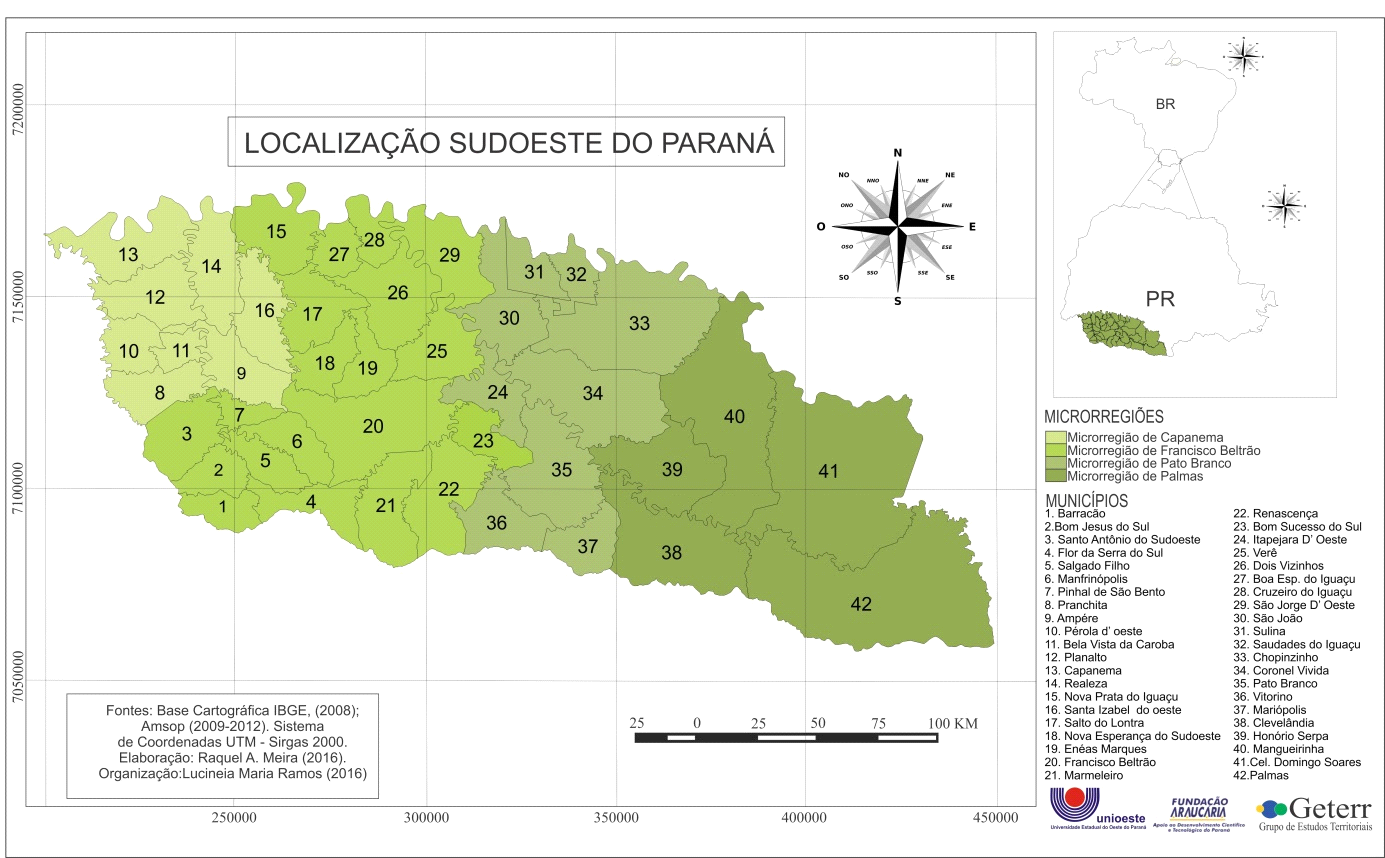 LOCALIZAÇÃO SUDOESTE DO PARANÁ
7200000
7150000
7100000
7050000
250000
300000
350000
400000
450000
N
NNE
NE
ENE
E
ESE
SE
SSE
S
SSO
SO
OSO
O
ONO
NO
NNO
1
2
3
4
5
6
7
8
9
10
11
12
13
14
15
16
17
18
19
20
21
22
23
24
25
26
27
28
29
30
31
32
33
34
35
36
37
38
39
40
41
42
25 0 25 50 75 100 KM
Fontes: Base Cartográfica IBGE, (2008);
Amsop (2009-2012). Sistema
de Coordenadas UTM - Sirgas 2000.
Elaboração: Raquel A. Meira (2016).
Organização:Lucineia Maria Ramos (2016)
BR
PR
MICRORREGIÕES
Microrregião de Capanema
Microrregião de Francisco Beltrão
Microrregião de Pato Branco
Microrregião de Palmas
MUNICÍPIOS
1. Barracão
2.Bom Jesus do Sul
3. Santo Antônio do Sudoeste
4. Flor da Serra do Sul
5. Salgado Filho
6. Manfrinópolis
7. Pinhal de São Bento
8. Pranchita
9. Ampére
10. Pérola d' oeste
11. Bela Vista da Caroba
12. Planalto
13. Capanema
14. Realeza
15. Nova Prata do Iguaçu
16. Santa Izabel do oeste
17. Salto do Lontra
18. Nova Esperança do Sudoeste
19. Enéas Marques
20. Francisco Beltrão
21. Marmeleiro
22. Renascença
23. Bom Sucesso do Sul
24. Itapejara D' Oeste
25. Verê
26. Dois Vizinhos
27. Boa Esp. do Iguaçu
28. Cruzeiro do Iguaçu
29. São Jorge D' Oeste
30. São João
31. Sulina
32. Saudades do Iguaçu
33. Chopinzinho
34. Coronel Vivida
35. Pato Branco
36. Vitorino
37. Mariópolis
38. Clevelândia
39. Honório Serpa
40. Mangueirinha
41.Cel. Domingo Soares
42.Palmas
unioeste
Universidade Estadual do Oeste do Paraná
FUNDAÇÃO
ARAUCÁRIA
Apoio ao Desenvolvimento Científico
e Tecnológico do Paraná
Geterr
Grupo de Estudos Territoriais